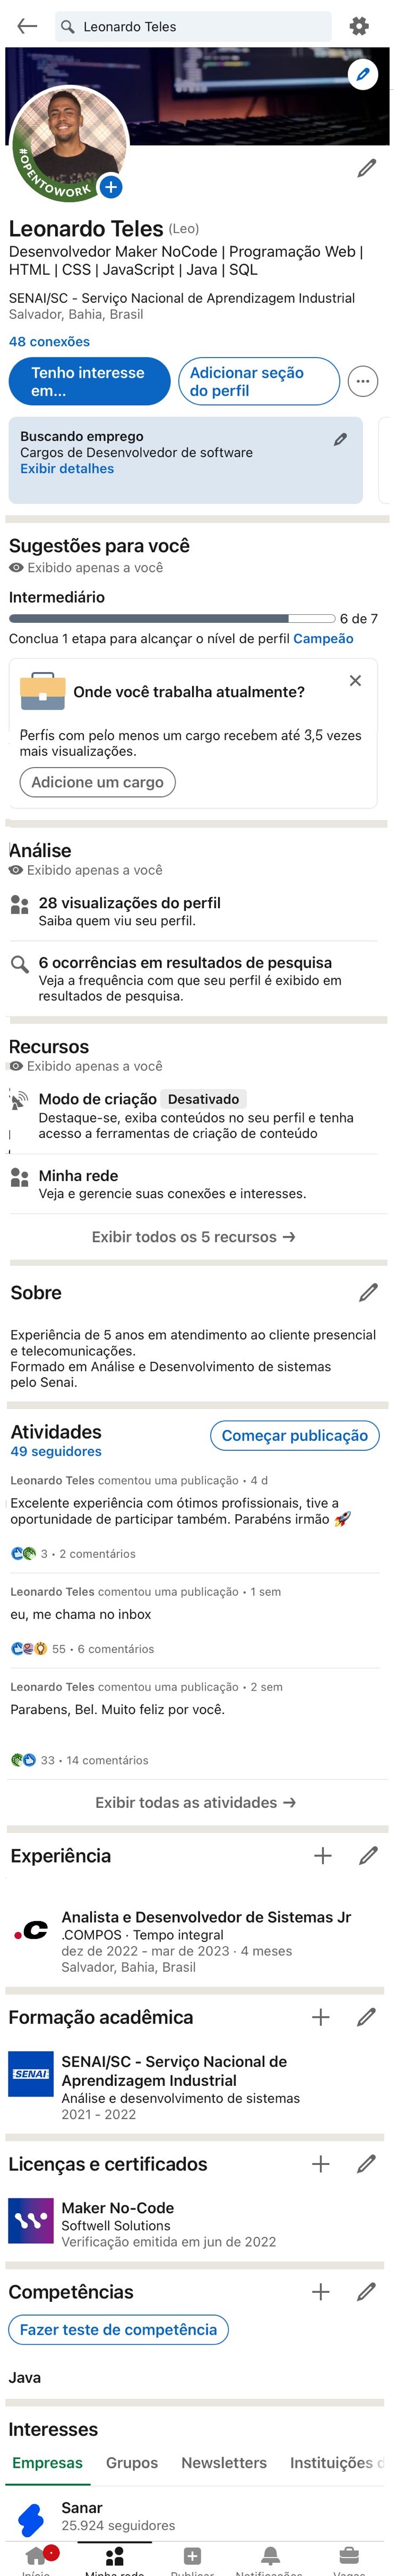 Leonardo Teles
#OPENTOWORK
Leonardo Teles (Leo)
Desenvolvedor Maker NoCode | Programação Web |
HTML | CSS | JavaScript | Java | SQL
SENAI/SC - Serviço Nacional de Aprendizagem Industrial
Salvador, Bahia, Brasil
48 conexões
Tenho interesse
em...
Adicionar seção
do perfil
Buscando emprego
Cargos de Desenvolvedor de software
Exibir detalhes
Sugestões para você
Exibido apenas a você
Intermediário
6 de 7
Conclua 1 etapa para alcançar o nível de perfil Campeão
Onde você trabalha atualmente?
Perfis com pelo menos um cargo recebem até 3,5 vezes
mais visualizações.
Adicione um cargo
Análise
Exibido apenas a você
28 visualizações do perfil
Saiba quem viu seu perfil.
6 ocorrências em resultados de pesquisa
Veja a frequência com que seu perfil é exibido em
resultados de pesquisa.
Recursos
Exibido apenas a você
Modo de criação Desativado
Destaque-se, exiba conteúdos no seu perfil e tenha
acesso a ferramentas de criação de conteúdo
Minha rede
Veja e gerencie suas conexões e interesses.
Exibir todos os 5 recursos →
Sobre
Experiência de 5 anos em atendimento ao cliente presencial
e telecomunicações.
Formado em Análise e Desenvolvimento de sistemas
pelo Senai.
Atividades
Começar publicação
49 seguidores
Leonardo Teles comentou uma publicação • 4 d
Excelente experiência com ótimos profissionais, tive a
oportunidade de participar também. Parabéns irmão 🚀
3 • 2 comentários
Leonardo Teles comentou uma publicação • 1 sem
eu, me chama no inbox
55 • 6 comentários
Leonardo Teles comentou uma publicação • 2 sem
Parabens, Bel. Muito feliz por você.
33 • 14 comentários
Exibir todas as atividades →
Experiência
.C
Analista e Desenvolvedor de Sistemas Jr
.COMPOS · Tempo integral
dez de 2022 - mar de 2023 · 4 meses
Salvador, Bahia, Brasil
Formação acadêmica
SENAI
SENAI/SC - Serviço Nacional de
Aprendizagem Industrial
Análise e desenvolvimento de sistemas
2021 - 2022
Licenças e certificados
Maker No-Code
Softwell Solutions
Verificação emitida em jun de 2022
Competências
Fazer teste de competência
Java
Interesses
Empresas Grupos Newsletters Instituições d
Sanar
25.924 seguidores
Início Minha rede Publicar Notificações Vagas